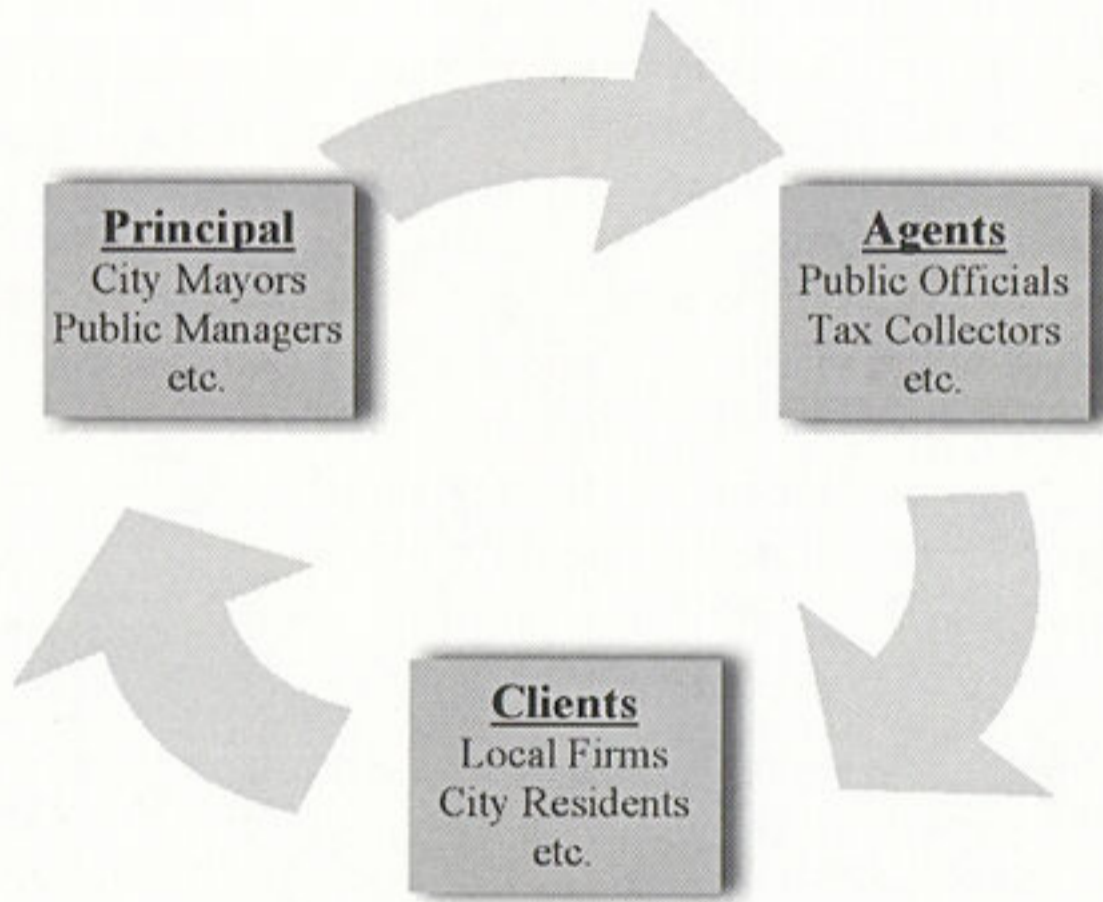 Principal
City Mayors
Public Managers
etc.
Agents
Public Officials
Tax Collectors
etc.
Clients
Local Firms
City Residents
etc.